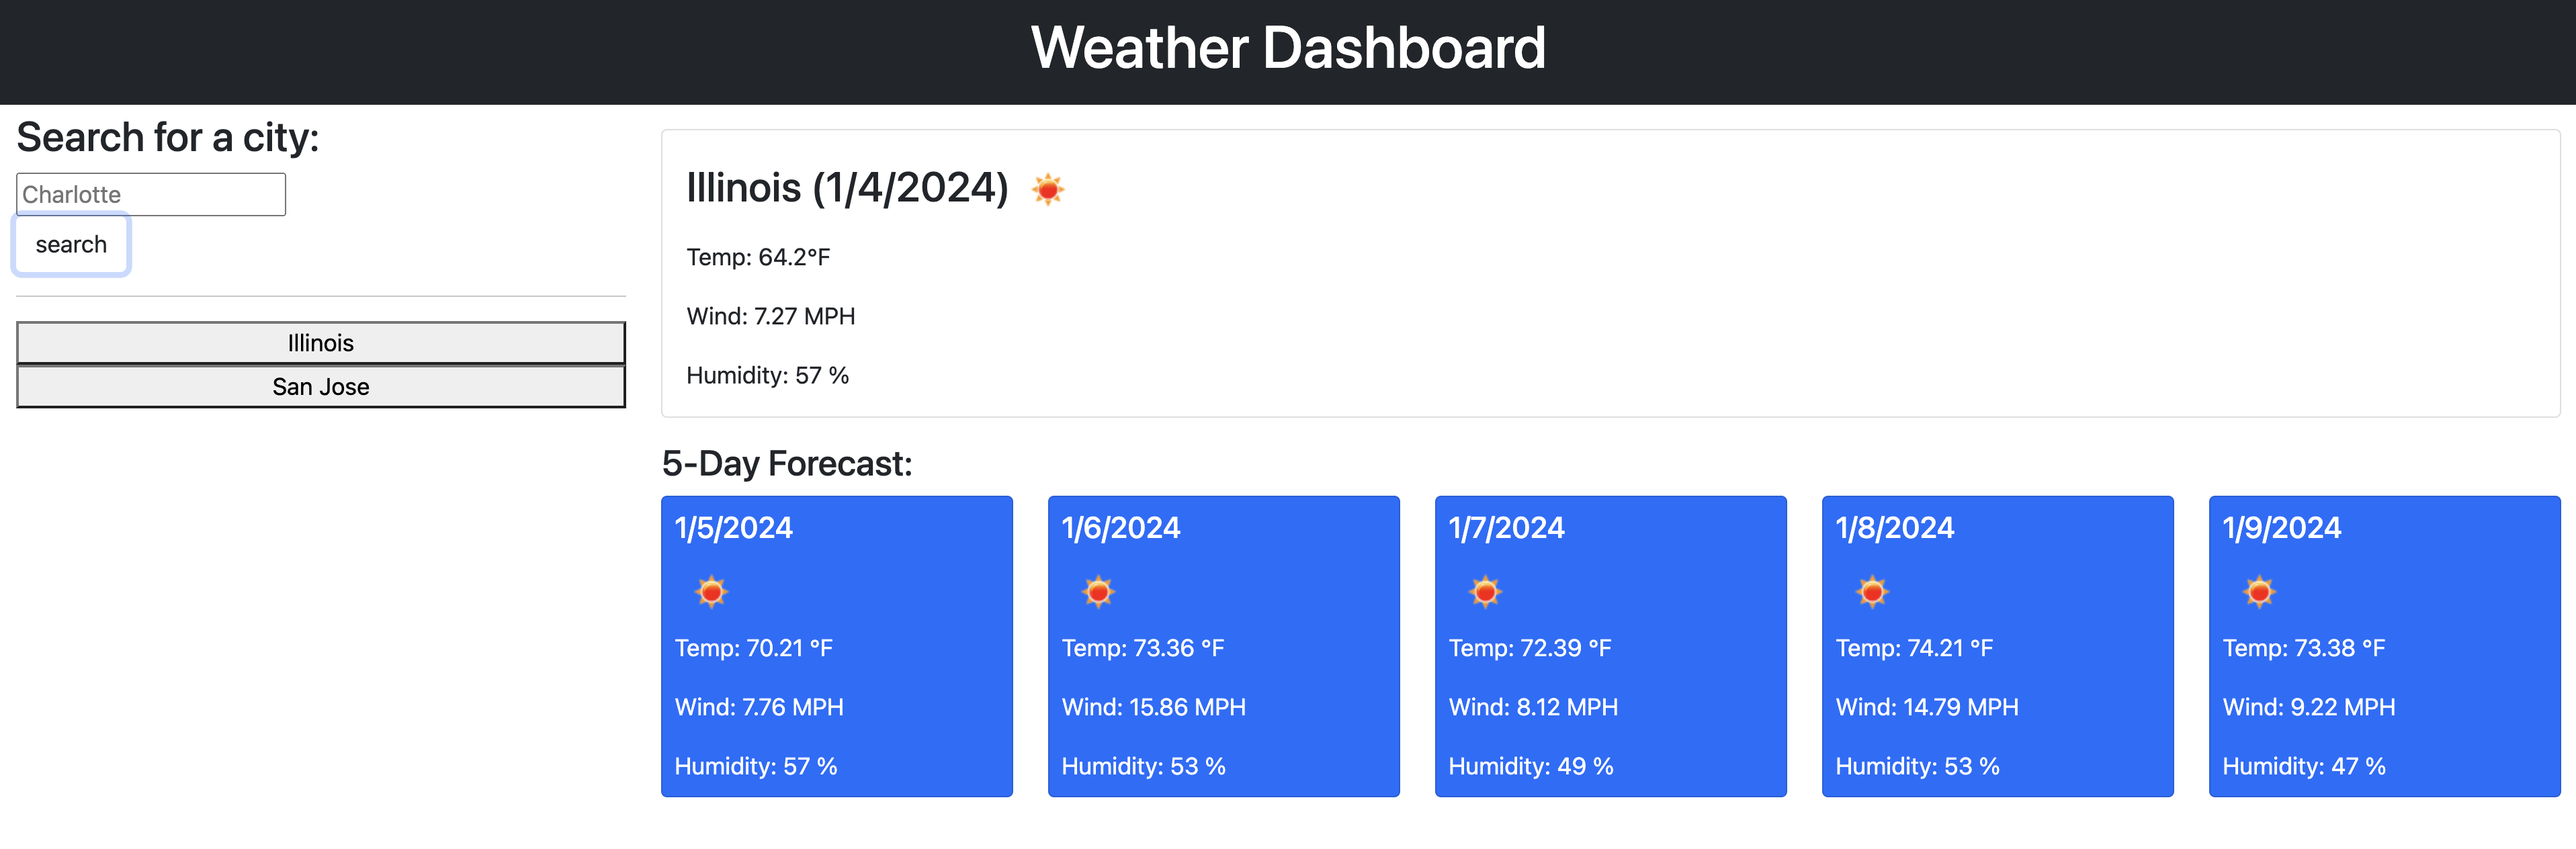 Weather Dashboard
Search for a city:
Charlotte
search
Illinois
San Jose
Illinois (1/4/2024)
Temp: 64.2°F
Wind: 7.27 MPH
Humidity: 57 %
5-Day Forecast:
1/5/2024
Temp: 70.21 °F
Wind: 7.76 MPH
Humidity: 57 %
1/6/2024
Temp: 73.36 °F
Wind: 15.86 MPH
Humidity: 53 %
1/7/2024
Temp: 72.39 °F
Wind: 8.12 MPH
Humidity: 49 %
1/8/2024
Temp: 74.21 °F
Wind: 14.79 MPH
Humidity: 53 %
1/9/2024
Temp: 73.38 °F
Wind: 9.22 MPH
Humidity: 47 %